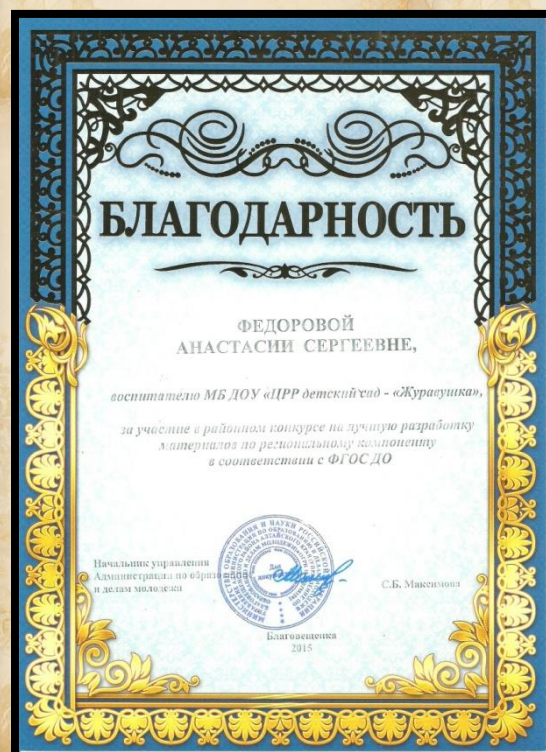 БЛАГОДАРНОСТЬ
ФЕДОРОВОЙ
АНАСТАСИИ СЕРГЕЕВНЕ,
воспитателю МБ ДОУ «ЦРР детский сад - «Журавушка»,
за участие в районном конкурсе на лучшую разработку
материалов по региональному компоненту
в соответствии с ФГОС ДО
Начальник управления
Администрации по образованию
и делам молодежи
С.Б. Максимова
Благовещенка
2015